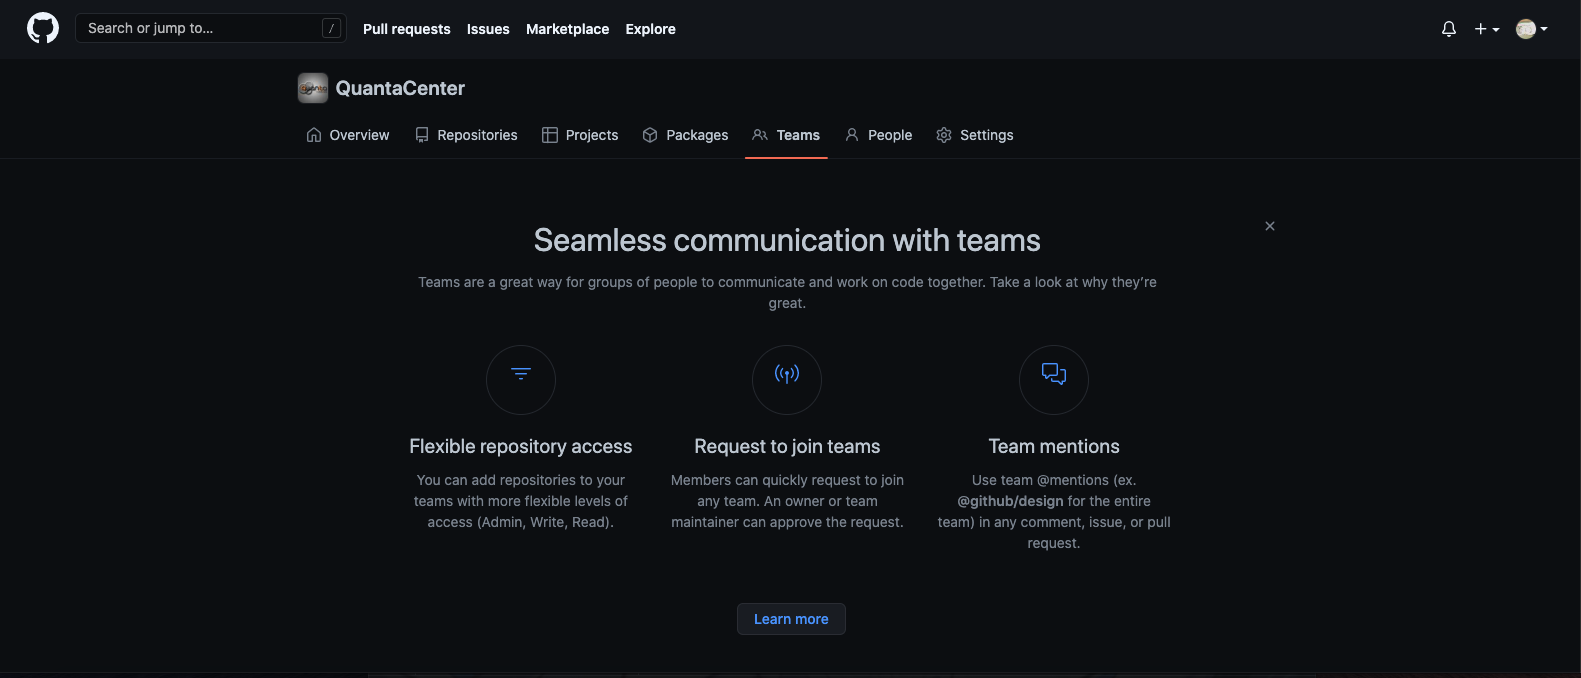 Search or jump to... /
Pull requests Issues Marketplace Explore
QuantaCenter
Overview Repositories Projects Packages Teams People Settings
Seamless communication with teams
Teams are a great way for groups of people to communicate and work on code together. Take a look at why they’re
great.
Flexible repository access
You can add repositories to your
teams with more flexible levels of
access (Admin, Write, Read).
Request to join teams
Members can quickly request to join
any team. An owner or team
maintainer can approve the request.
Team mentions
Use team @mentions (ex.
@github/design for the entire
team) in any comment, issue, or pull
request.
Learn more